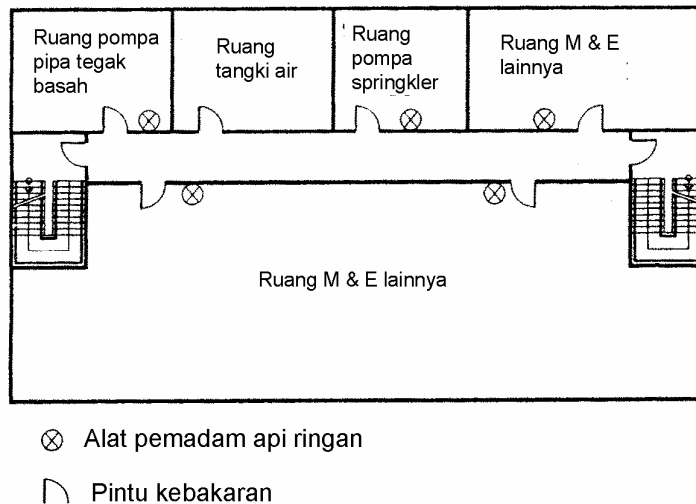 Ruang pompa
pipa tegak
basah
Ruang
tangki air
Ruang
pompa
springkler
Ruang M & E
lainnya
Ruang M & E lainnya
Alat pemadam api ringan
Pintu kebakaran